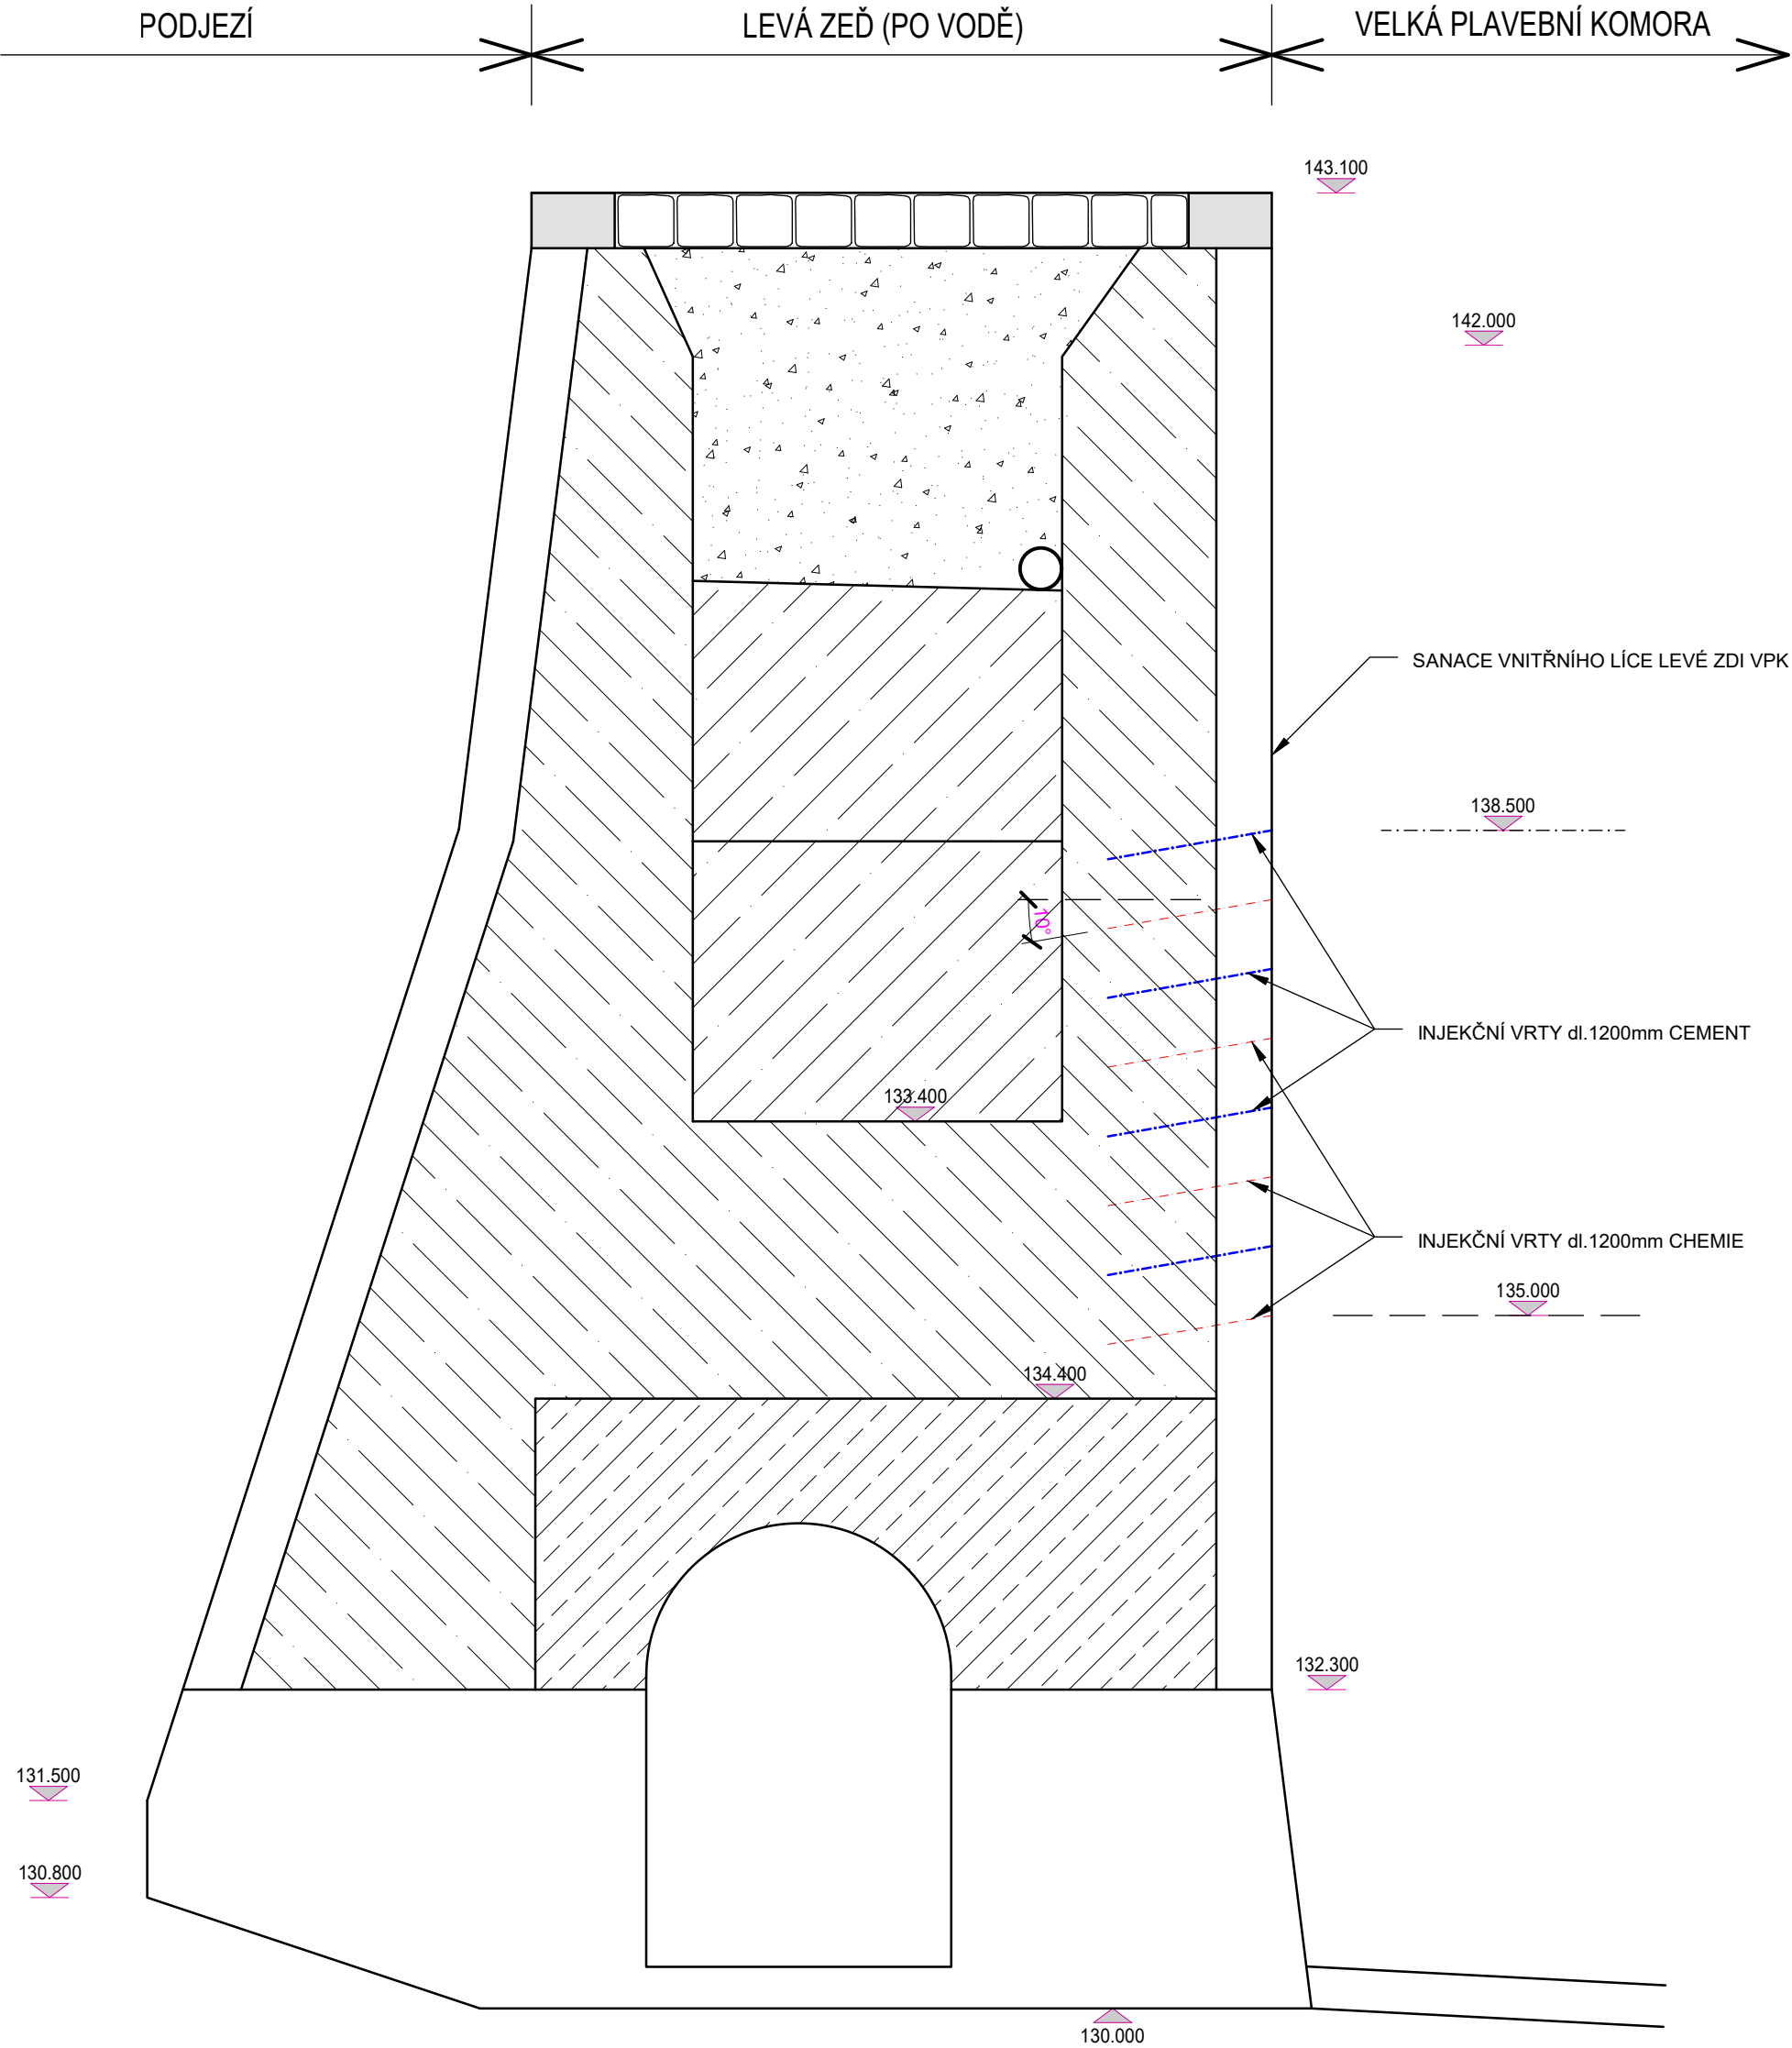 PODJEZÍ
LEVÁ ZEĎ (PO VODĚ)
VELKÁ PLAVEBNÍ KOMORA
143.100
142.000
SANACE VNITŘNÍHO LÍCE LEVÉ ZDI VPK
138.500
10°
INJEKČNÍ VRTY dl.1200mm CEMENT
133.400
INJEKČNÍ VRTY dl.1200mm CHEMIE
135.000
134.400
132.300
131.500
130.800
130.000